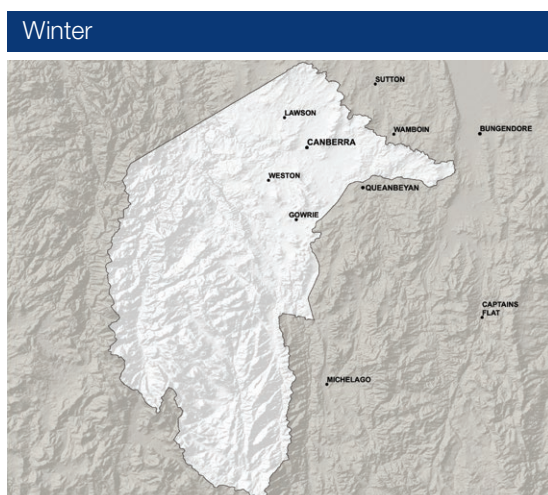 Winter
SUTTON
LAWSON
WAMBOIN
BUNGENDORE
CANBERRA
WESTON
QUEANBEYAN
GOWRIE
CAPTAINS
FLAT
MICHELAGO